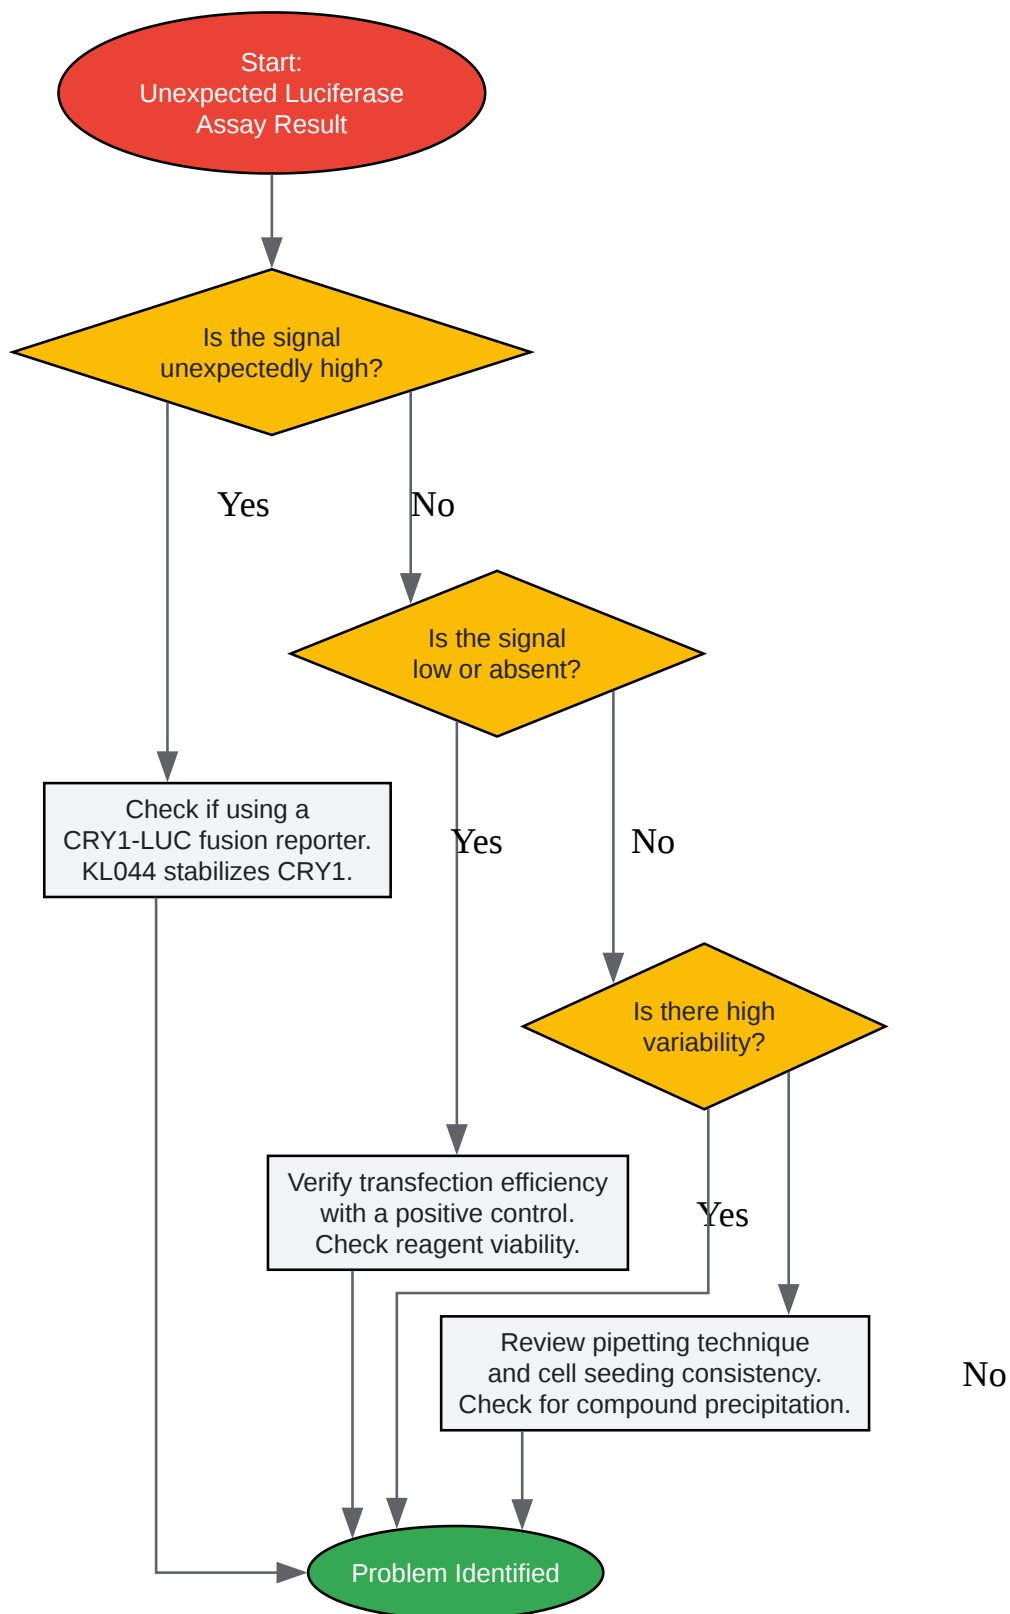 Start:
Unexpected Luciferase
Assay Result
Is the signal
unexpectedly high?
Yes
No
Is the signal
low or absent?
Check if using a
CRY1-LUC fusion reporter.
KL044 stabilizes CRY1.
Yes
No
Is there high
variability?
Verify transfection efficiency
with a positive control.
Check reagent viability.
Yes
Review pipetting technique
and cell seeding consistency.
Check for compound precipitation.
No
Problem Identified